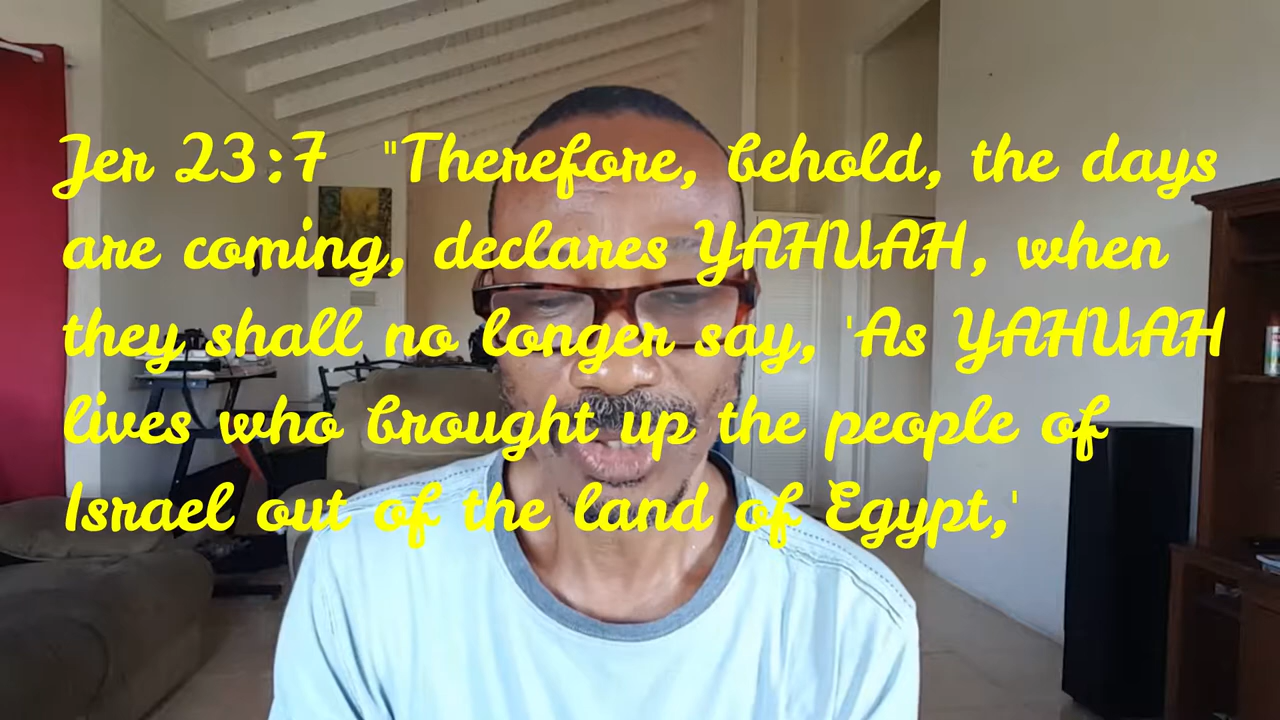 Jer 23:7 "Therefore, behold, the days
are coming, declares YAHUAH, when
they shall no longer say, 'As YAHUAH
lives who brought up the people of
Israel out of the land of Egypt,'